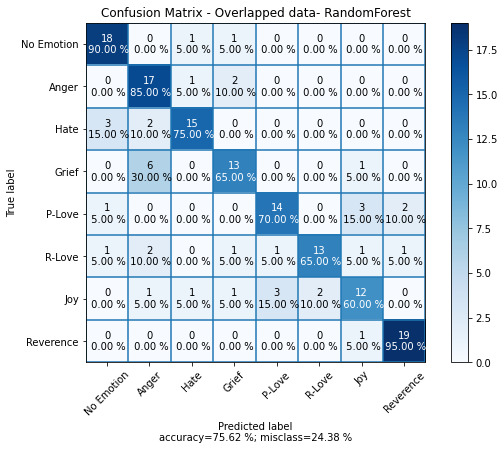 Confusion Matrix - Overlapped data- RandomForest
No Emotion 18 0 1 1 0 0 0 0
90.00 % 0.00 % 5.00 % 5.00 % 0.00 % 0.00 % 0.00 % 0.00 %
Anger 0 17 1 2 0 0 0 0
0.00 % 85.00 % 5.00 % 10.00 % 0.00 % 0.00 % 0.00 % 0.00 %
Hate 3 2 15 0 0 0 0 0
15.00 % 10.00 % 75.00 % 0.00 % 0.00 % 0.00 % 0.00 % 0.00 %
Grief 0 6 0 13 0 0 1 0
0.00 % 30.00 % 0.00 % 65.00 % 0.00 % 0.00 % 5.00 % 0.00 %
P-Love 1 0 0 0 14 0 3 2
5.00 % 0.00 % 0.00 % 0.00 % 70.00 % 0.00 % 15.00 % 10.00 %
R-Love 1 2 0 1 1 13 1 1
5.00 % 10.00 % 0.00 % 5.00 % 5.00 % 65.00 % 5.00 % 5.00 %
Joy 0 1 1 1 3 2 12 0
0.00 % 5.00 % 5.00 % 5.00 % 15.00 % 10.00 % 60.00 % 0.00 %
Reverence 0 0 0 0 0 0 1 19
0.00 % 0.00 % 0.00 % 0.00 % 0.00 % 0.00 % 5.00 % 95.00 %
True label
No Emotion Anger Hate Grief P-Love R-Love Joy Reverence
Predicted label
accuracy=75.62 %; misclass=24.38 %
17.5
15.0
12.5
10.0
7.5
5.0
2.5
0.0